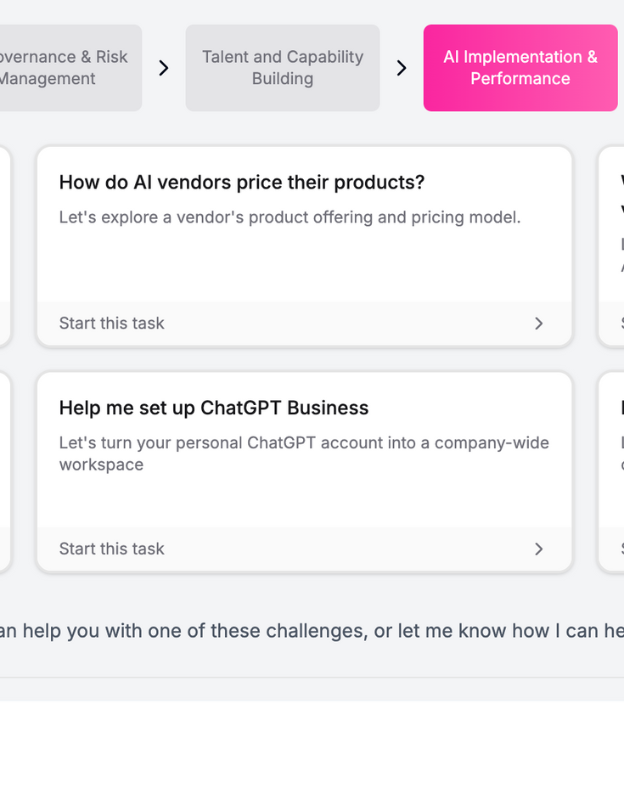 Governance & Risk
Management
Talent and Capability
Building
AI Implementation &
Performance
How do AI vendors price their products?
Let's explore a vendor's product offering and pricing model.
Start this task
Help me set up ChatGPT Business
Let's turn your personal ChatGPT account into a company-wide
workspace
Start this task
an help you with one of these challenges, or let me know how I can he